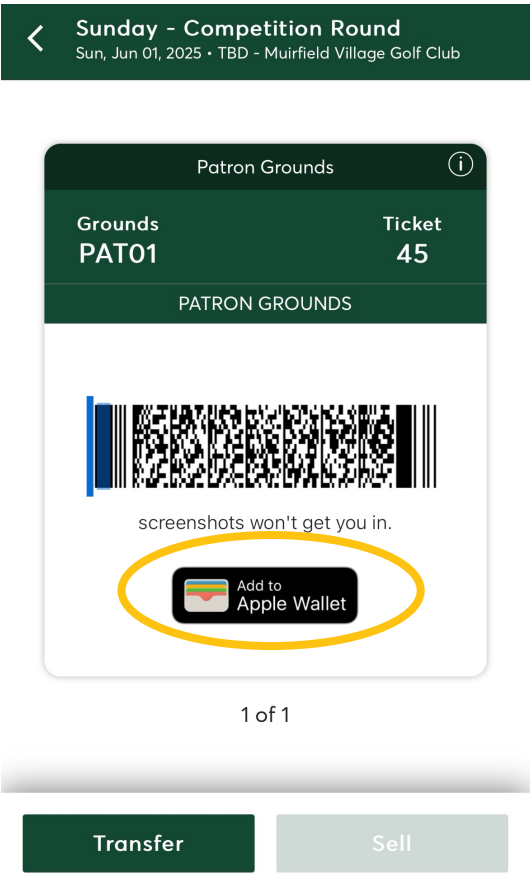 Sunday - Competition Round
Sun, Jun 01, 2025 • TBD - Muirfield Village Golf Club
Patron Grounds
i
Grounds
Ticket
PAT01
45
PATRON GROUNDS
screenshots won't get you in.
Add to
Apple Wallet
1 of 1
Transfer
Sell